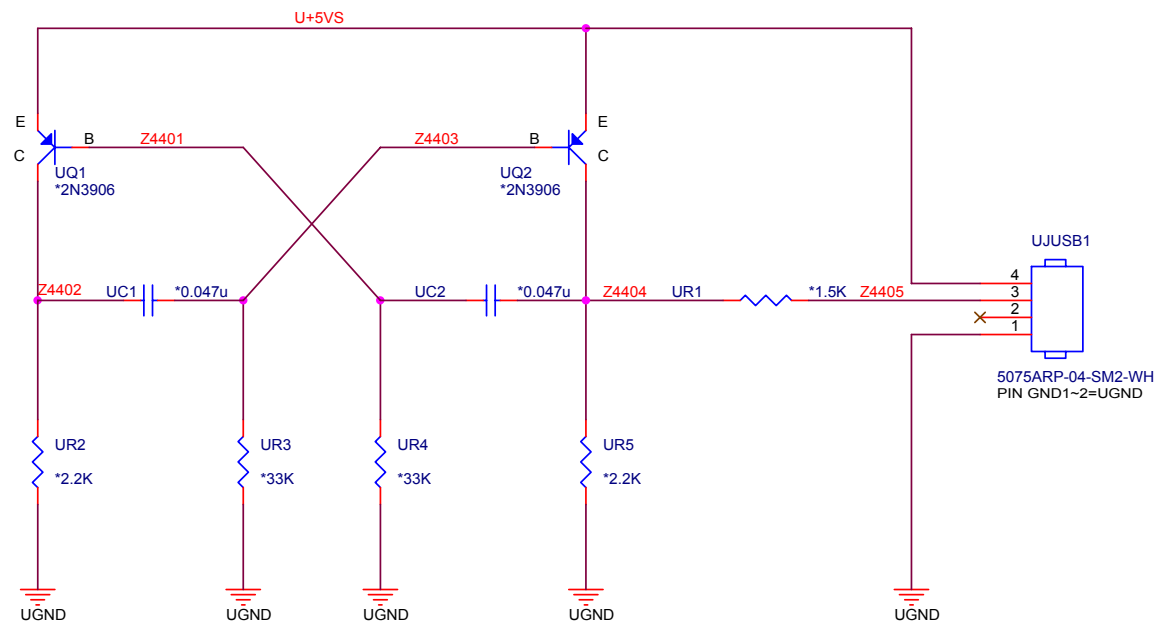 U+5VS
E
C
B
Z4401
UQ1
*2N3906
Z4403
B
E
C
UQ2
*2N3906
UJUSB1
Z4402
UC1
*0.047u
UC2
*0.047u
Z4404
UR1
*1.5K
Z4405
4
3
2
1
5075ARP-04-SM2-WH
PIN GND1~2=UGND
UR2
*2.2K
UR3
*33K
UR4
*33K
UR5
*2.2K
UGND
UGND
UGND
UGND
UGND